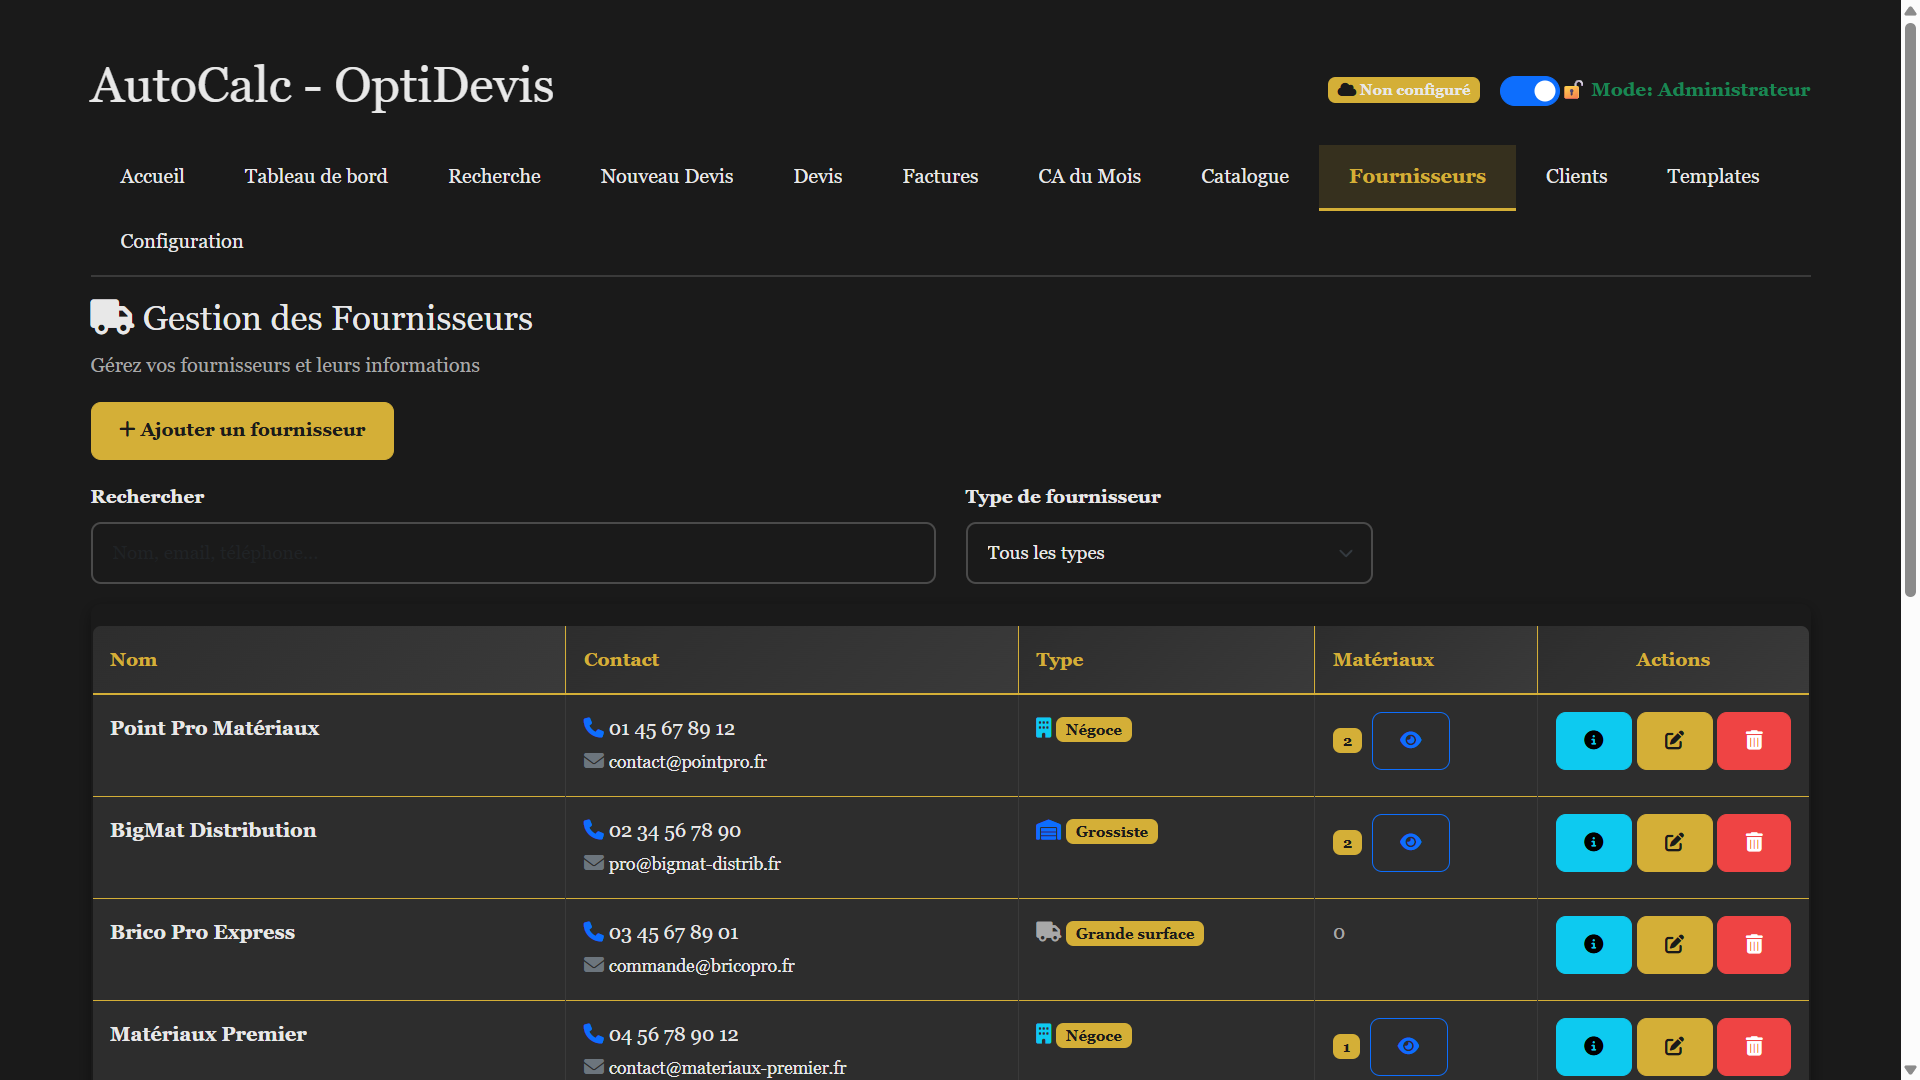 AutoCalc - OptiDevis
Non configuré
Mode: Administrateur
Accueil
Tableau de bord
Recherche
Nouveau Devis
Devis
Factures
CA du Mois
Catalogue
Fournisseurs
Clients
Templates
Configuration
Gestion des Fournisseurs
Gérez vos fournisseurs et leurs informations
+ Ajouter un fournisseur
Rechercher
Type de fournisseur
Nom, email, téléphone...
Tous les types
Nom
Contact
Type
Matériaux
Actions
Point Pro Matériaux
01 45 67 89 12
contact@pointpro.fr
Négoce
2
BigMat Distribution
02 34 56 78 90
pro@bigmat-distrib.fr
Grossiste
2
Brico Pro Express
03 45 67 89 01
commande@bricopro.fr
Grande surface
0
Matériaux Premier
04 56 78 90 12
contact@materiaux-premier.fr
Négoce
1